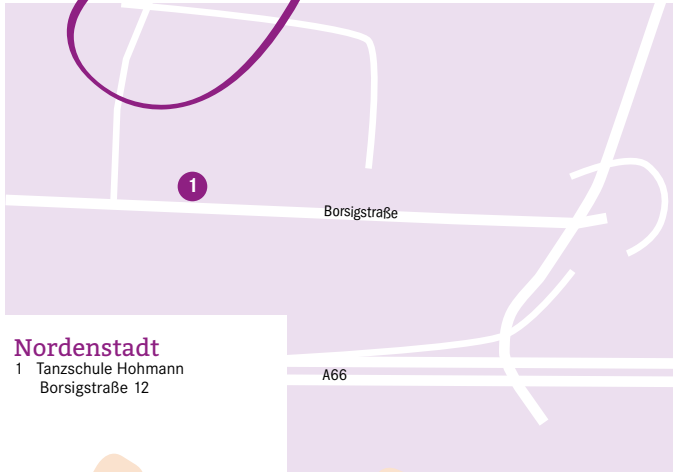 1
Borsigstraße
Nordenstadt
1 Tanzschule Hohmann
Borsigstraße 12
A66